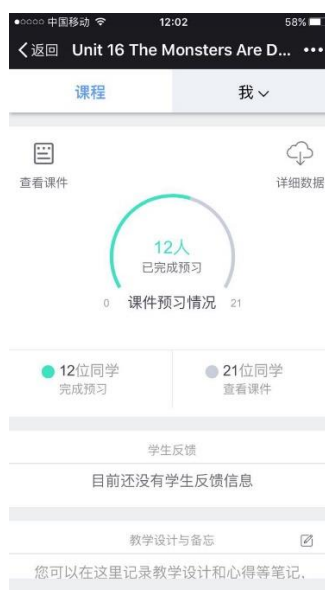 中国移动 12:02 58%
返回 Unit 16 The Monsters Are D... •••
课程 我
查看课件 详细数据
12人
已完成预习
0 课件预习情况 21
12位同学 21位同学
完成预习 查看课件
学生反馈
目前还没有学生反馈信息
教学设计与备忘
您可以在这里记录教学设计和心得等笔记,